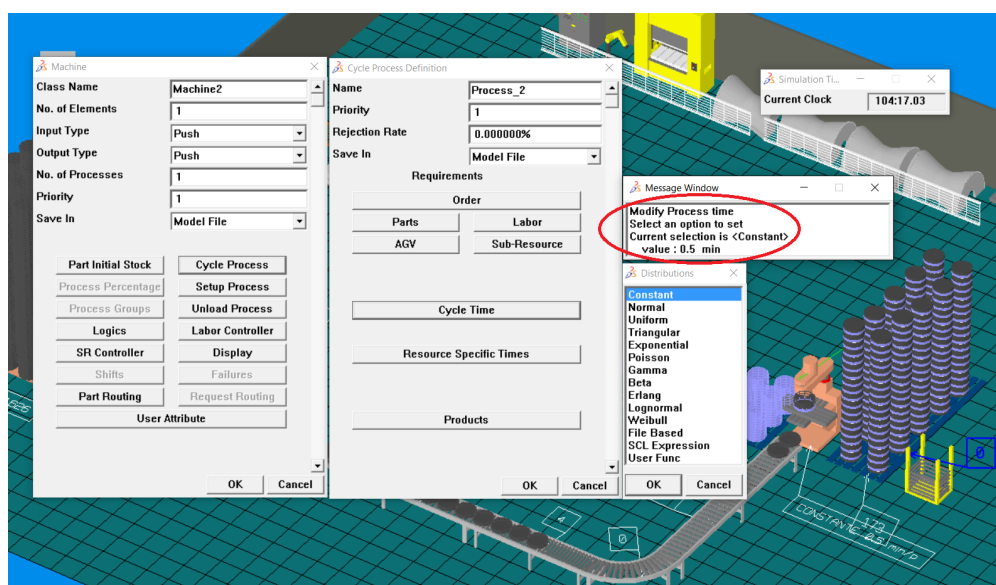 Machine
Class Name Machine2
No. of Elements 1
Input Type Push
Output Type Push
No. of Processes 1
Priority 1
Save In Model File
Part Initial Stock Cycle Process
Process Percentage Setup Process
Process Groups Unload Process
Logics Labor Controller
SR Controller Display
Shifts Failures
Part Routing Request Routing
User Attribute
OK Cancel
Cycle Process Definition
Name Process_2
Priority 1
Rejection Rate 0.000000%
Save In Model File
Requirements
Order
Parts Labor
AGV Sub-Resource
Cycle Time
Resource Specific Times
Products
OK Cancel
Simulation Ti...
Current Clock 104:17.03
Message Window
Modify Process time
Select an option to set
Current selection is <Constant>
value : 0.5 min
Distributions
Constant
Normal
Uniform
Triangular
Exponential
Poisson
Gamma
Beta
Erlang
Lognormal
Weibull
File Based
SCL Expression
User Func
OK Cancel
0
4
0
173
CONSTANTE 0.5 min/p